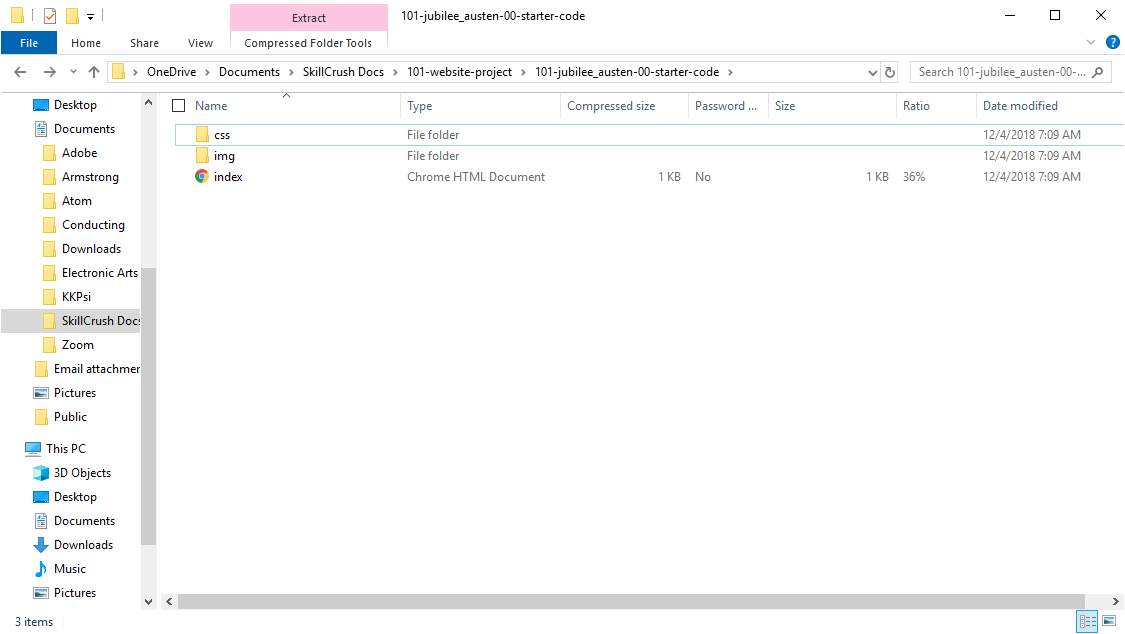 Extract 101-jubilee_austen-00-starter-code
File Home Share View Compressed Folder Tools
OneDrive Documents SkillCrush Docs 101-website-project 101-jubilee_austen-00-starter-code Search 101-jubilee_austen-00-...
Name Type Compressed size Password ... Size Ratio Date modified
css File folder 12/4/2018 7:09 AM
img File folder 12/4/2018 7:09 AM
index Chrome HTML Document 1 KB No 1 KB 36% 12/4/2018 7:09 AM
Desktop
Documents
Adobe
Armstrong
Atom
Conducting
Downloads
Electronic Arts
KKPsi
SkillCrush Docs
Zoom
Email attachmer
Pictures
Public
This PC
3D Objects
Desktop
Documents
Downloads
Music
Pictures
3 items